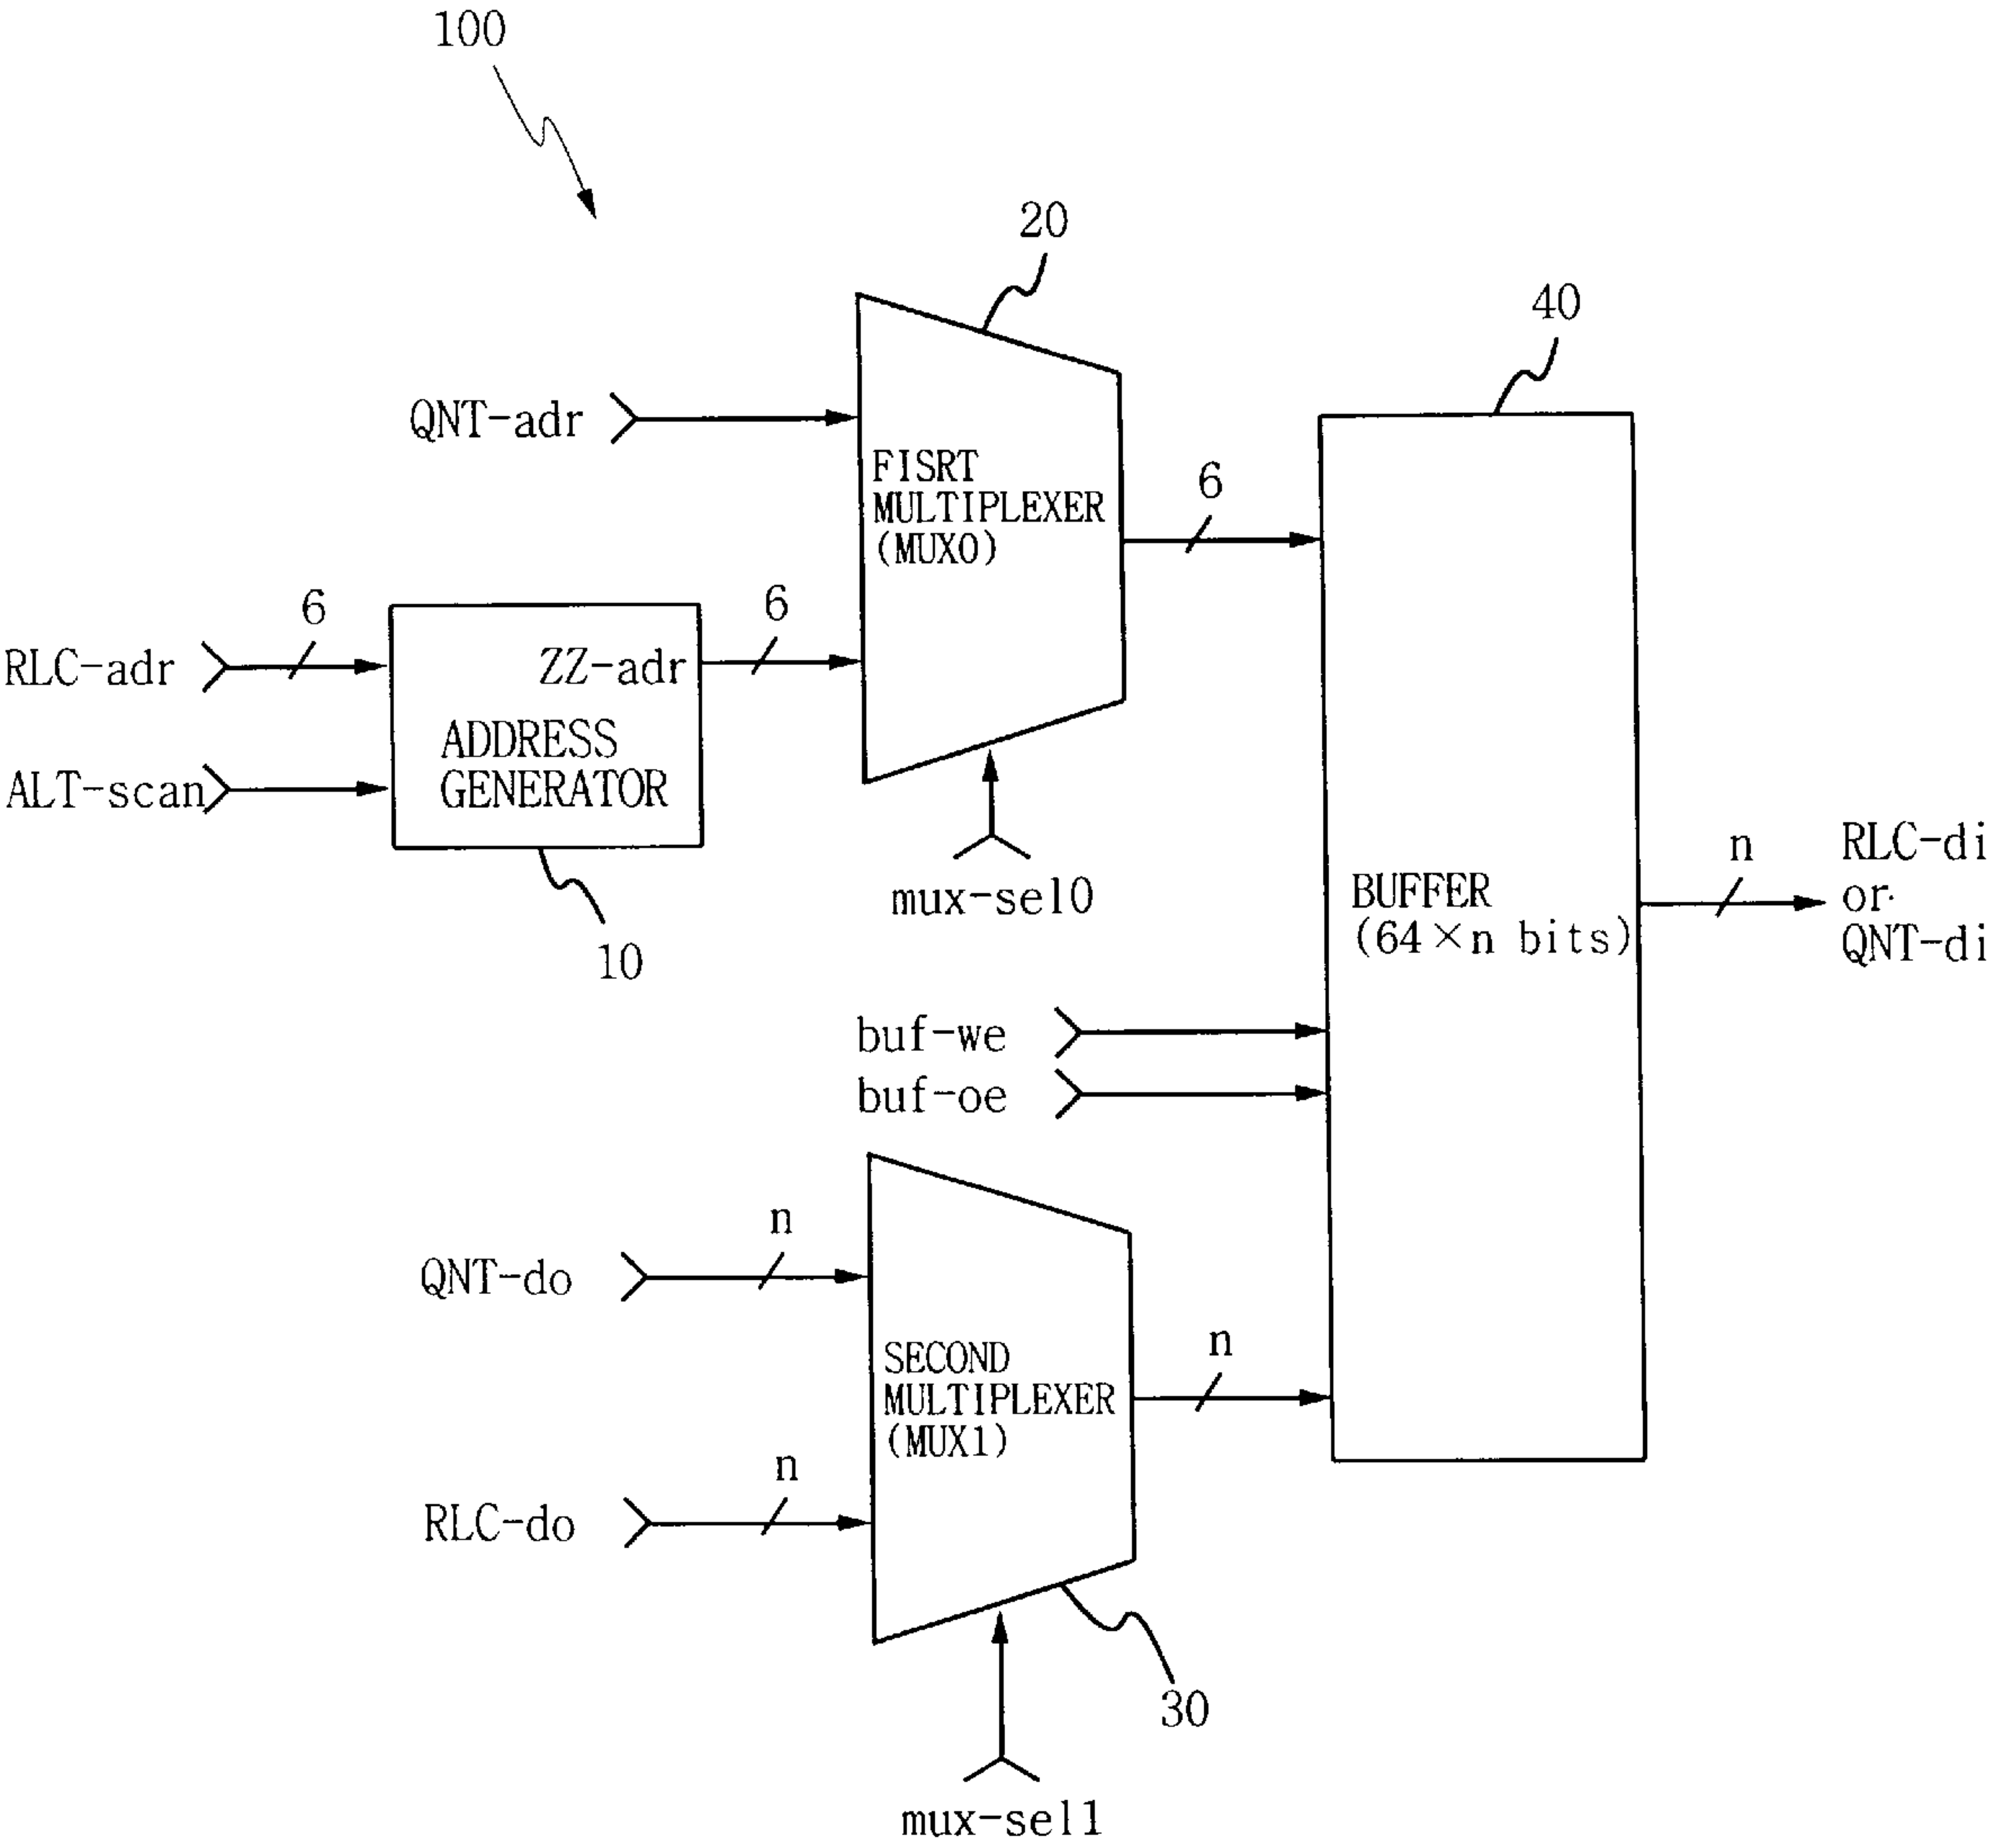 100
20
40
QNT-adr
FISRT
MULTIPLEXER
(MUX0)
6
6
6
RLC-adr
ZZ-adr
ADDRESS
GENERATOR
ALT-scan
mux-sel0
10
BUFFER
(64×n bits)
n
RLC-di
or
QNT-di
buf-we
buf-oe
n
QNT-do
SECOND
MULTIPLEXER
(MUX1)
n
n
RLC-do
30
mux-sel1